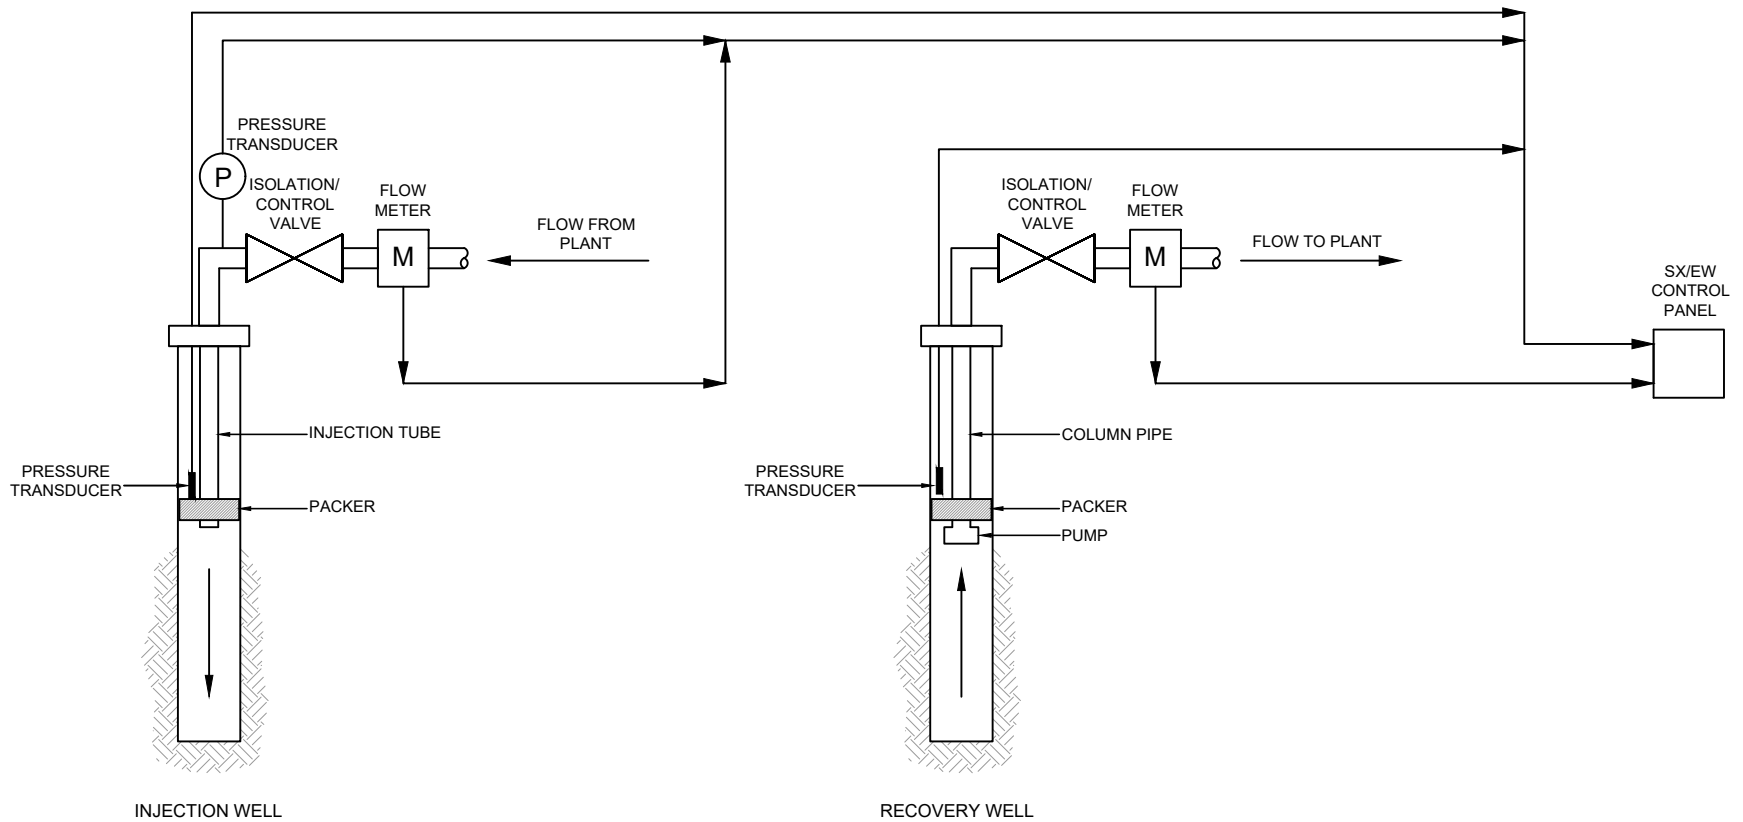 PRESSURE
TRANSDUCER
P
ISOLATION/
CONTROL
VALVE
FLOW
METER
M
FLOW FROM
PLANT
INJECTION TUBE
PRESSURE
TRANSDUCER
PACKER
INJECTION WELL
ISOLATION/
CONTROL
VALVE
FLOW
METER
M
FLOW TO PLANT
SX/EW
CONTROL
PANEL
COLUMN PIPE
PRESSURE
TRANSDUCER
PACKER
PUMP
RECOVERY WELL